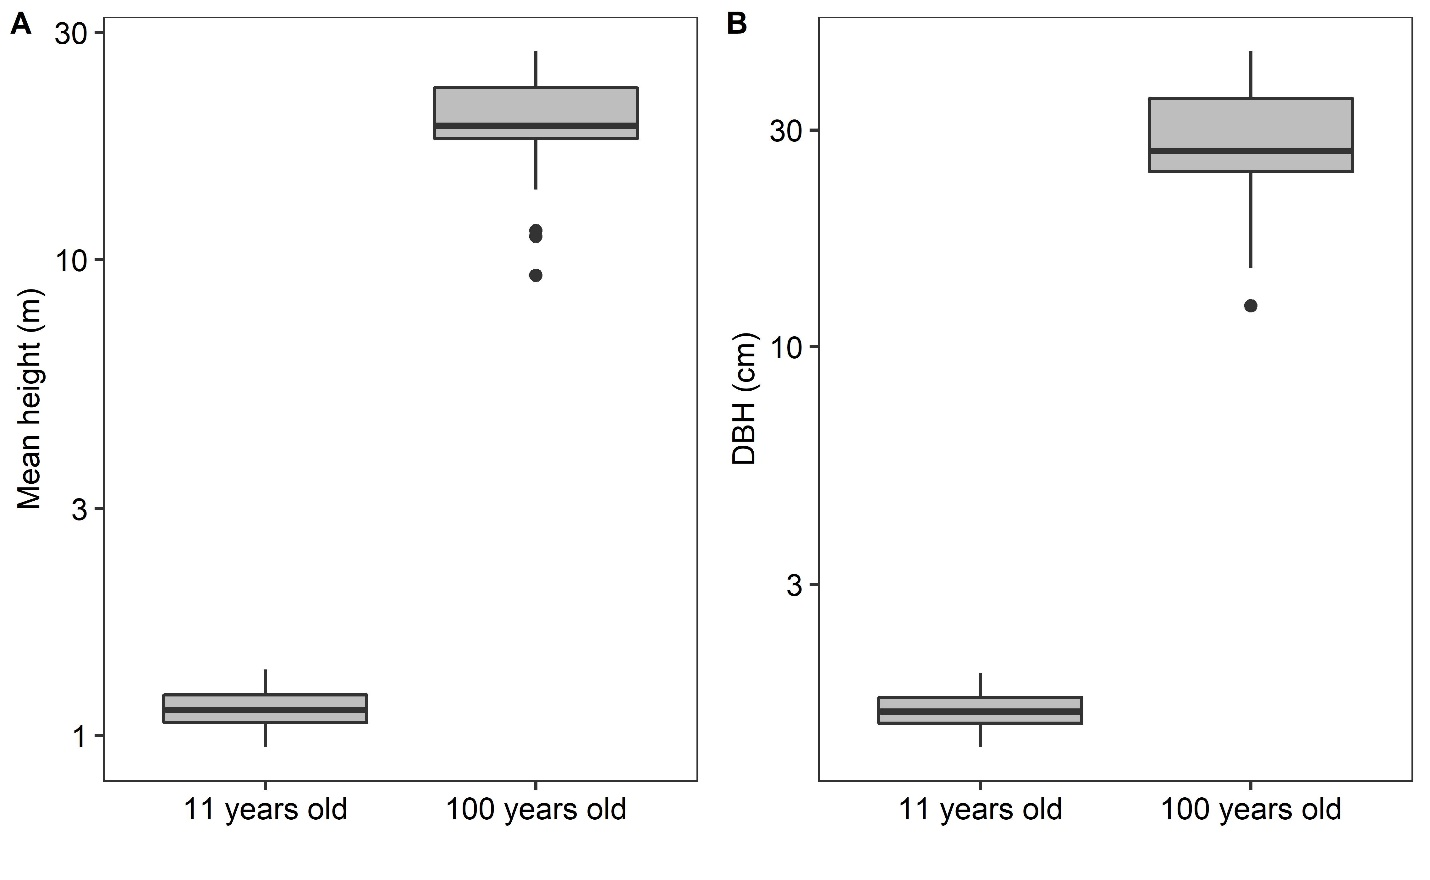 A
30
10
3
1
Mean height (m)
11 years old
100 years old
B
30
10
3
DBH (cm)
11 years old
100 years old